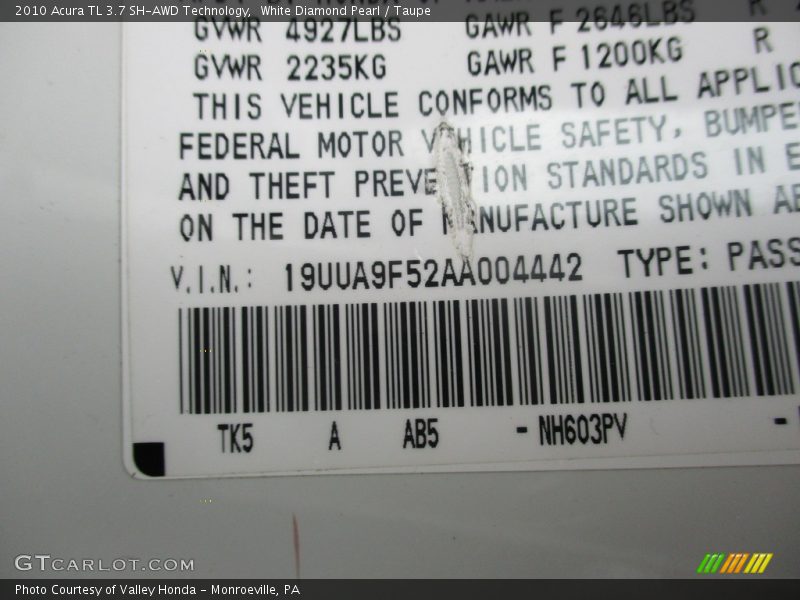 2010 Acura TL 3.7 SH-AWD Technology, White Diamond Pearl / Taupe
GVWR 4927LBS GAWR F 2646LBS R
GVWR 2235KG GAWR F 1200KG R
THIS VEHICLE CONFORMS TO ALL APPLIC
FEDERAL MOTOR VEHICLE SAFETY, BUMPE
AND THEFT PREVE TION STANDARDS IN E
ON THE DATE OF MANUFACTURE SHOWN AB
V.I.N.: 19UUA9F52AA004442 TYPE: PASS
TK5 A AB5 - NH603PV -
GTCARLOT.COM
Photo Courtesy of Valley Honda - Monroeville, PA